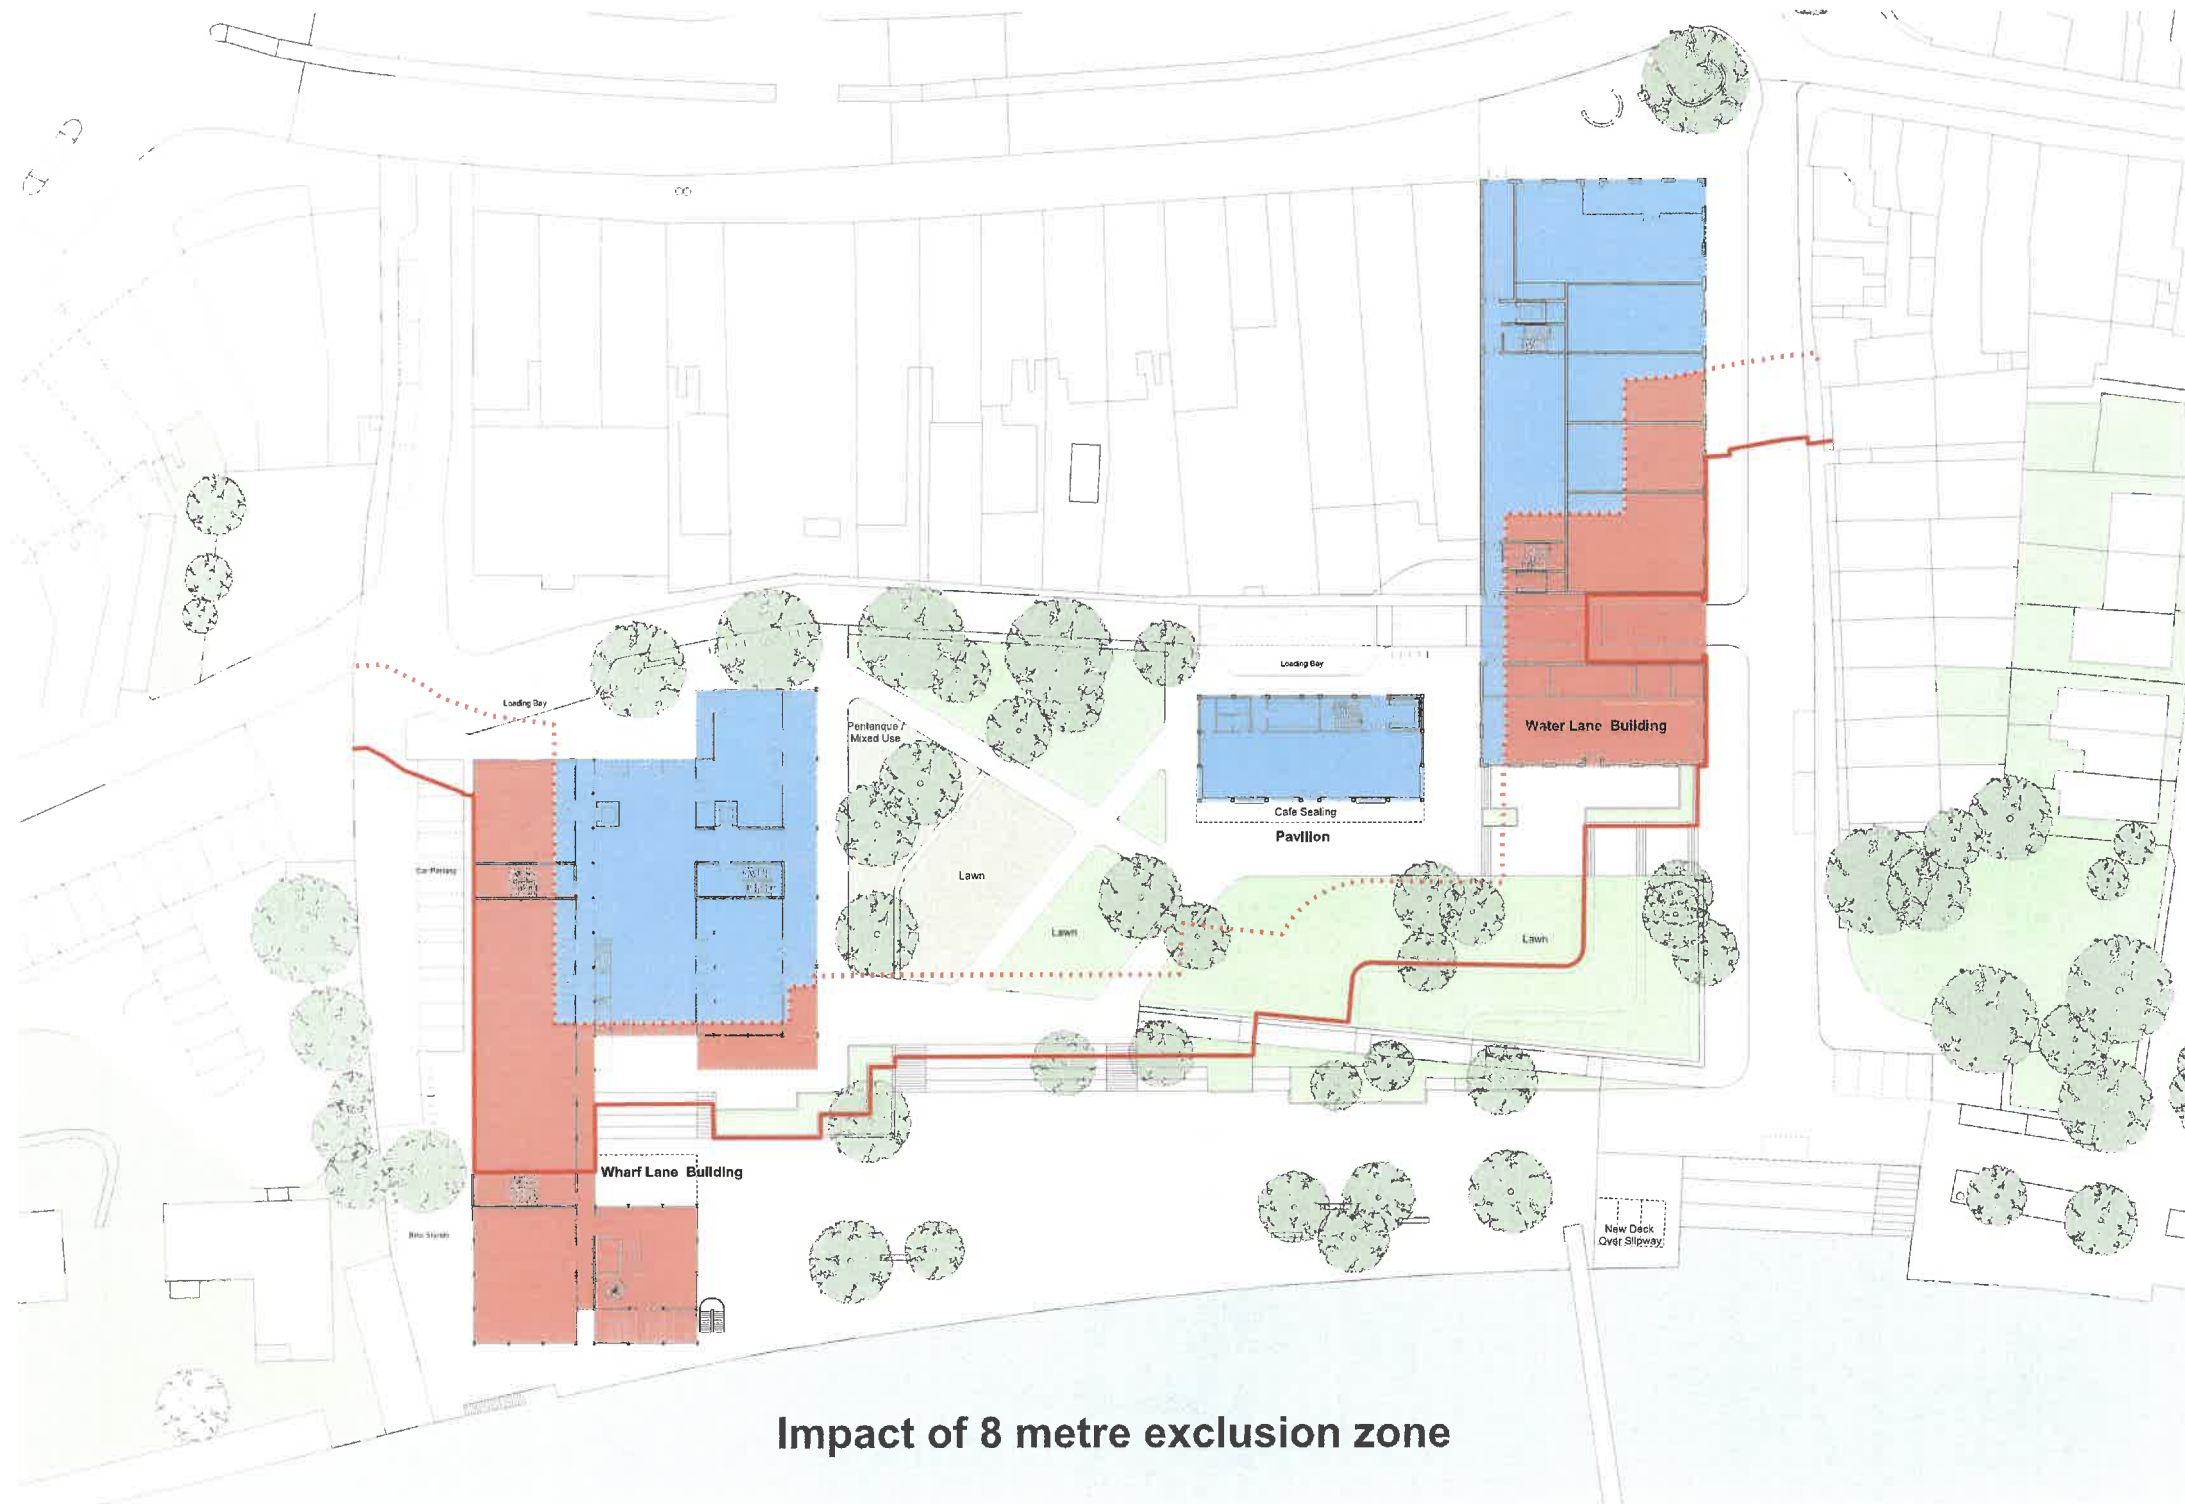 Loading Bay
Loading Bay
Pentanque /
Mixed Use
Water Lane Building
Cafe Seating
Pavilion
Car Parking
Lawn
Lawn
Lawn
Wharf Lane Building
Bike Stands
New Deck
Over Slipway
Impact of 8 metre exclusion zone